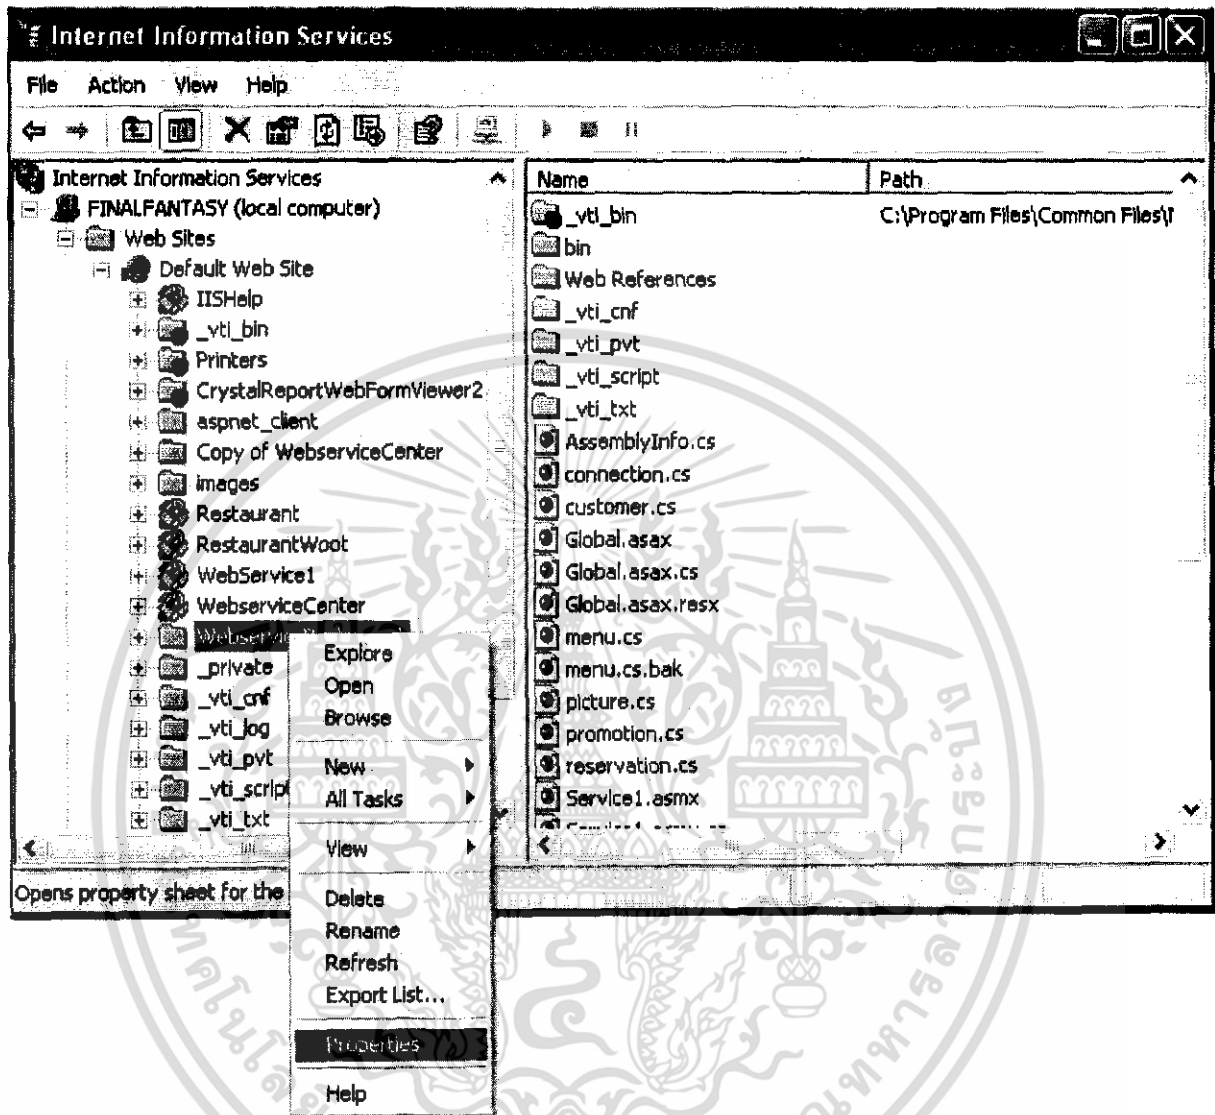 Internet Information Services
File Action View Help
Internet Information Services
FINALFANTASY (local computer)
Web Sites
Default Web Site
IISHelp
_vti_bin
Printers
CrystalReportWebFormViewer2
aspnet_client
Copy of WebserviceCenter
images
Restaurant
RestaurantWoot
WebService1
WebserviceCenter
_private
_vti_cnf
_vti_log
_vti_pvt
_vti_script
_vti_txt
Opens property sheet for the
Name Path
_vti_bin C:\Program Files\Common Files\
bin
Web References
_vti_cnf
_vti_pvt
_vti_script
_vti_txt
AssemblyInfo.cs
connection.cs
customer.cs
Global.asax
Global.asax.cs
Global.asax.resx
menu.cs
menu.cs.bak
picture.cs
promotion.cs
reservation.cs
Service1.asmx
Explore
Open
Browse
New
All Tasks
View
Delete
Rename
Refresh
Export List...
Properties
Help